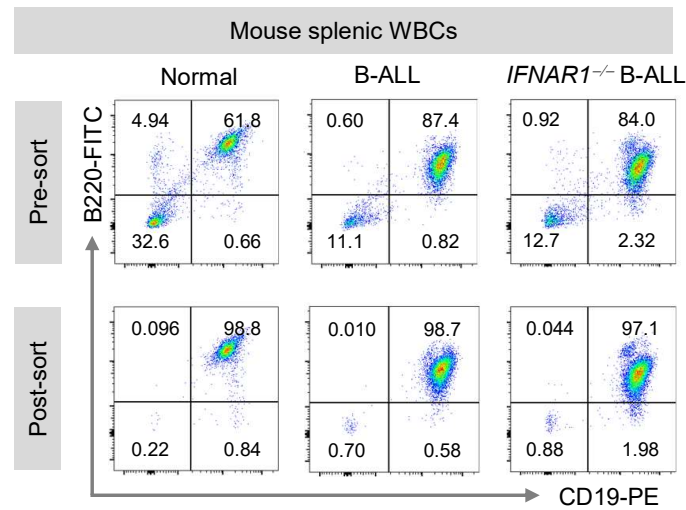 Mouse splenic WBCs
Normal
B-ALL
IFNAR1–/– B-ALL
Pre-sort
B220-FITC
4.94 61.8
32.6 0.66
0.60 87.4
11.1 0.82
0.92 84.0
12.7 2.32
Post-sort
0.096 98.8
0.22 0.84
0.010 98.7
0.70 0.58
0.044 97.1
0.88 1.98
CD19-PE